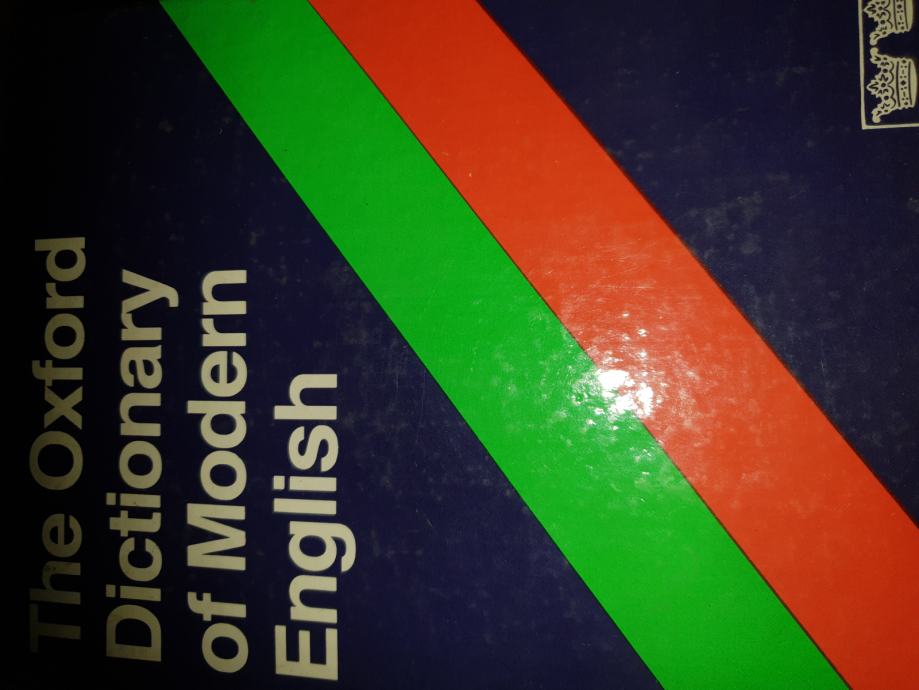 The Oxford
Dictionary
of Modern
English